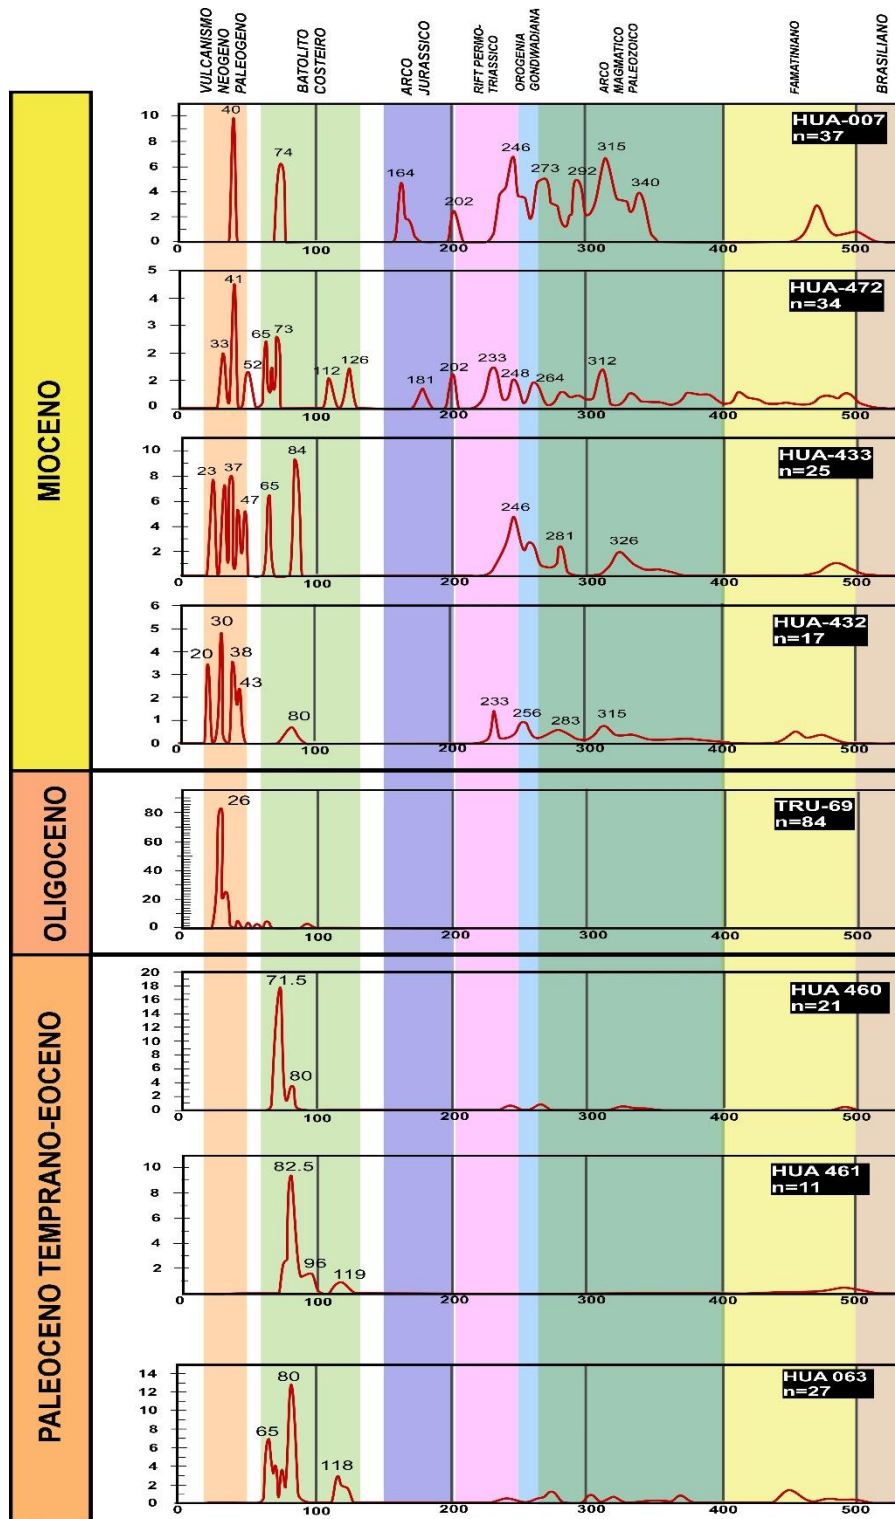 VULCANISMO
NEOGENO
PALEOGENO
BATOLITO
COSTEIRO
ARCO
JURASSICO
RIFT PERMO-
TRIASSICO
OROGENIA
GONDWADIANA
ARCO
MAGMATICO
PALEOZOICO
FAMATINIANO
BRASILIANO
MIOCENO
HUA-007
n=37
10
8
6
4
2
0
40
74
164
202
246
273
292
315
340
100 200 300 400 500
HUA-472
n=34
5
4
3
2
2
0
33
41
52
65
73
112
126
181
202
233
248
264
312
0 100 200 300 400 500
HUA-433
n=25
10
8
6
4
2
23
37
47
65
84
246
281
326
0 100 200 300 400 500
HUA-432
n=17
6
5
4
3
2
1
0
20
30
38
43
80
233
256
283
315
0 100 200 300 400 500
OLIGOCENO
TRU-69
n=84
80
60
40
20
0
26
0 100 200 300 400 500
PALEOCENO TEMPRANO-EOCENO
HUA 460
n=21
20
18
16
14
12
10
8
6
4
2
0
71.5
80
0 100 200 300 400 500
HUA 461
n=11
10
8
6
4
2
82.5
96
119
0 100 200 300 400 500
HUA 063
n=27
14
12
10
8
6
4
2
0
65
80
118
0 100 200 300 400 500